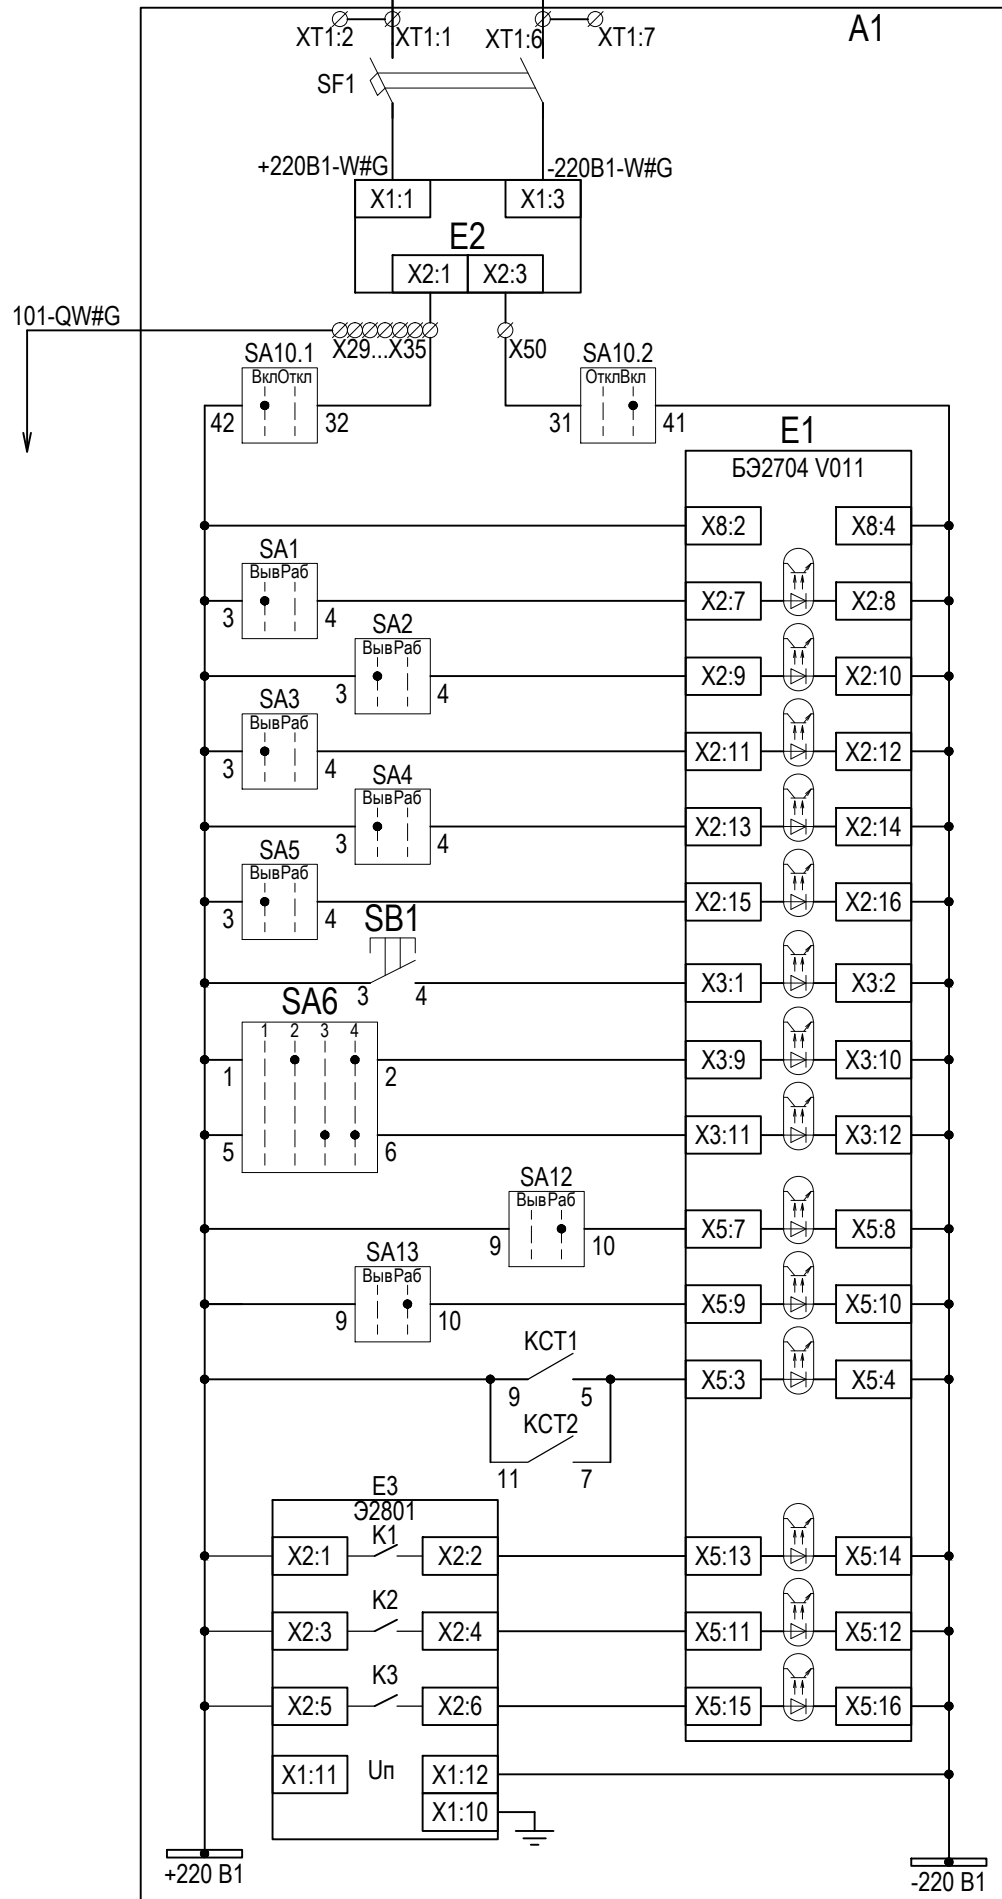 A1
XT1:2 XT1:1 XT1:6 XT1:7
SF1
+220В1-W#G -220В1-W#G
X1:1 X1:3
E2
X2:1 X2:3
101-QW#G
X29...X35 X50
SA10.1 SA10.2
ВклОткл ОтклВкл
42 32 31 41
E1
БЭ2704 V011
X8:2 X8:4
SA1
ВывРаб
3 4 X2:7 X2:8
SA2
ВывРаб
3 4 X2:9 X2:10
SA3
ВывРаб
3 4 X2:11 X2:12
SA4
ВывРаб
3 4 X2:13 X2:14
SA5
ВывРаб
3 4 X2:15 X2:16
SB1
3 4 X3:1 X3:2
SA6
1 2 3 4
1 2 X3:9 X3:10
5 6 X3:11 X3:12
SA12
ВывРаб
9 10 X5:7 X5:8
SA13
ВывРаб
9 10 X5:9 X5:10
KCT1
9 5 X5:3 X5:4
KCT2
11 7
E3
Э2801
K1
X2:1 X2:2 X5:13 X5:14
K2
X2:3 X2:4 X5:11 X5:12
K3
X2:5 X2:6 X5:15 X5:16
X1:11 Uп X1:12
X1:10
+220 В1 -220 В1